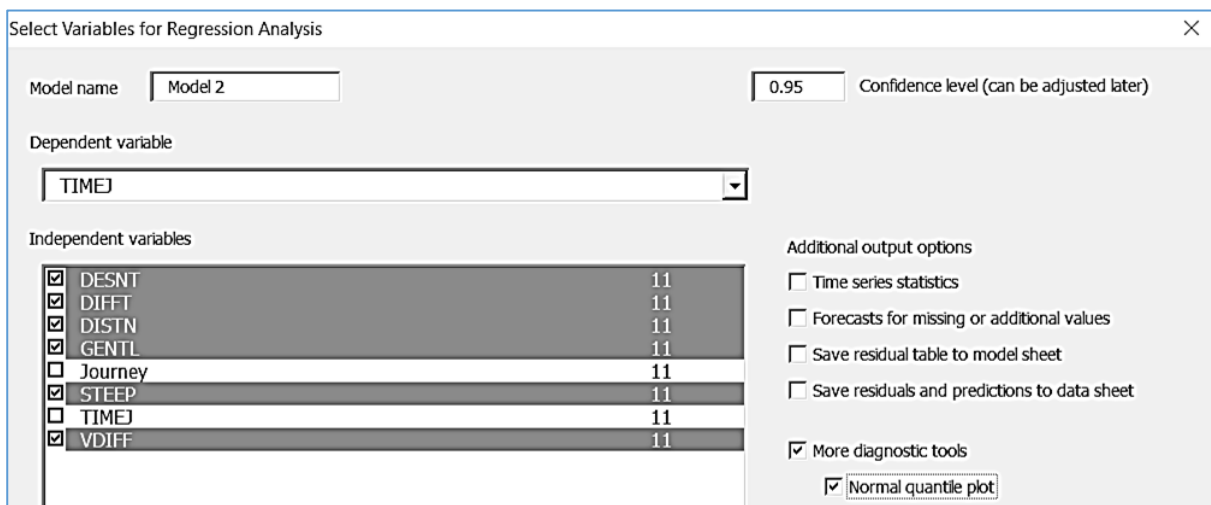 Select Variables for Regression Analysis
Model name Model 2 0.95 Confidence level (can be adjusted later)
Dependent variable
TIMEJ
Independent variables
DESNT 11
DIFFT 11
DISTN 11
GENTL 11
Journey 11
STEEP 11
TIMEJ 11
VDIFF 11
Additional output options
Time series statistics
Forecasts for missing or additional values
Save residual table to model sheet
Save residuals and predictions to data sheet
More diagnostic tools
Normal quantile plot